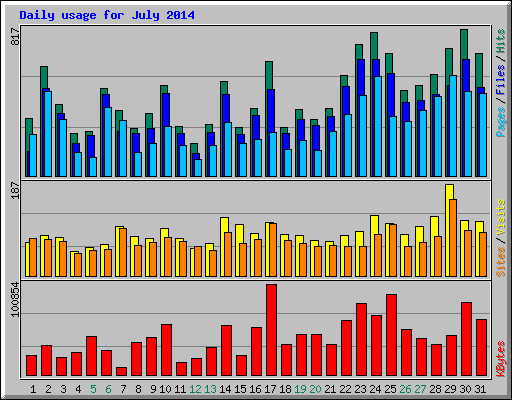 Daily usage for July 2014
817
Pages/Files/Hits
187
Sites/Visits
100854
KBytes
1 2 3 4 5 6 7 8 9 10 11 12 13 14 15 16 17 18 19 20 21 22 23 24 25 26 27 28 29 30 31